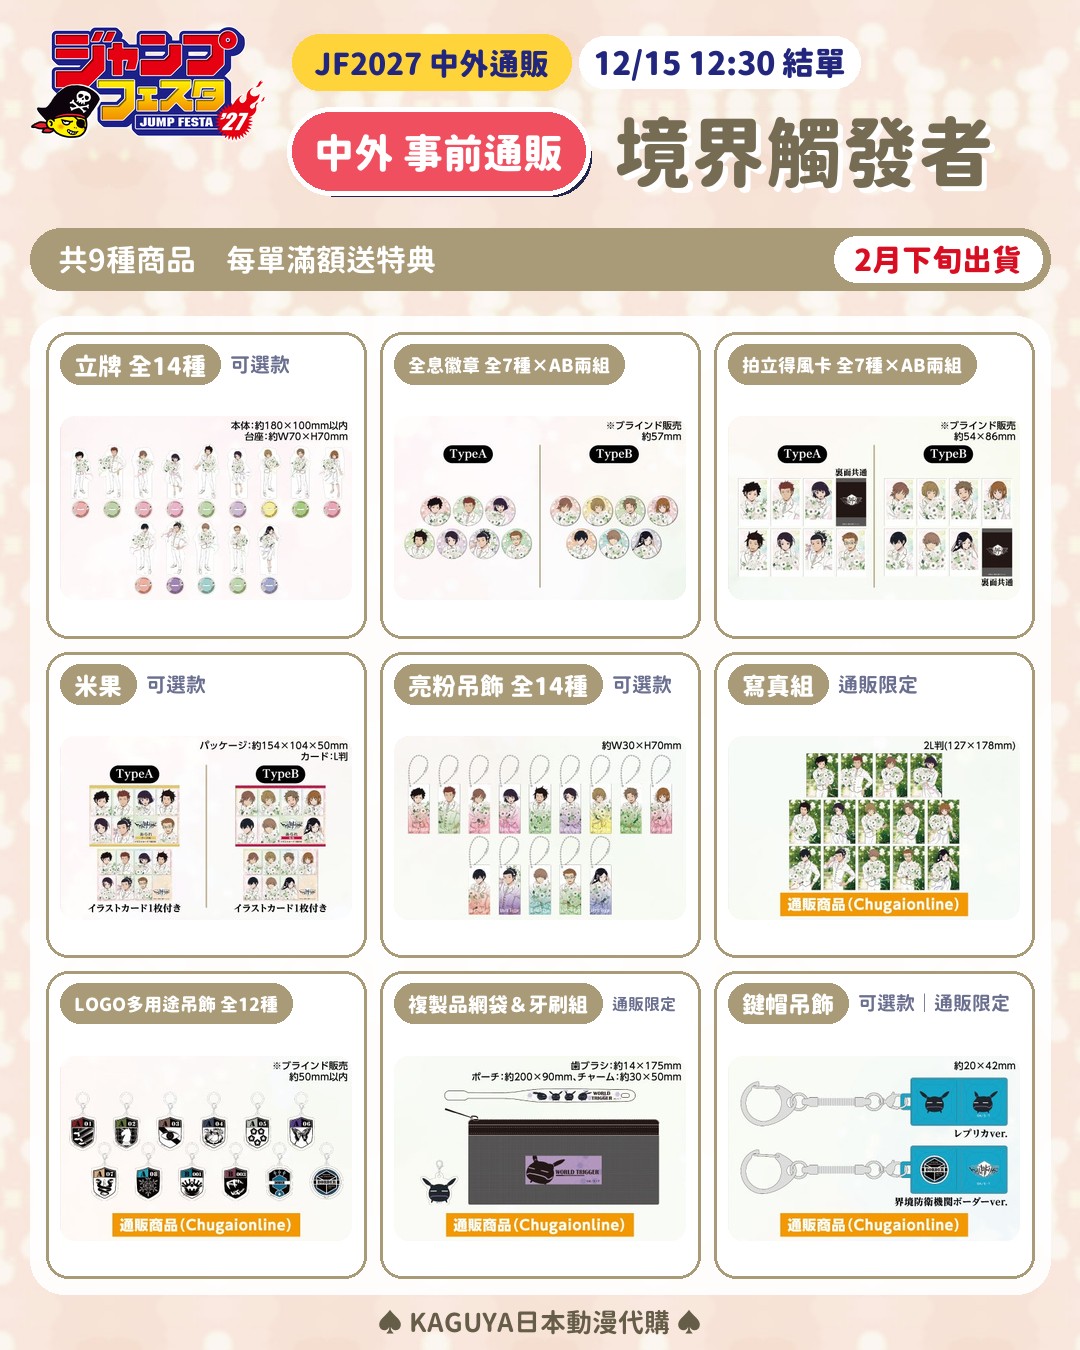 ジャンプ
フェスタ
JUMP FESTA '27
JF2027 中外通販
12/15 12:30 結單
中外 事前通販
境界觸發者
共9種商品 每單滿額送特典
2月下旬出貨
立牌 全14種 可選款
本体：約180×100mm以内
台座：約W70×H70mm
全息徽章 全7種×AB兩組
※ブラインド販売
約57mm
TypeA TypeB
拍立得風卡 全7種×AB兩組
※ブラインド販売
約54×86mm
TypeA TypeB
裏面共通
裏面共通
米果 可選款
パッケージ：約154×104×50mm
カード：L判
TypeA TypeB
あられ
イラストカード1枚付き イラストカード1枚付き
亮粉吊飾 全14種 可選款
約W30×H70mm
寫真組 通販限定
2L判(127×178mm)
通販商品(Chugaionline)
LOGO多用途吊飾 全12種
※ブラインド販売
約50mm以内
A 01 A 02 A 03 A 04 A 05 A 06
A 07 A 08 B 001 B 002
通販商品(Chugaionline)
複製品網袋＆牙刷組 通販限定
歯ブラシ：約14×175mm
ポーチ：約200×90mm、チャーム：約30×50mm
WORLD TRIGGER
WORLD TRIGGER
通販商品(Chugaionline)
鍵帽吊飾 可選款｜通販限定
約20×42mm
レプリカver.
界境防衛機関ボーダーver.
通販商品(Chugaionline)
♠ KAGUYA日本動漫代購 ♠